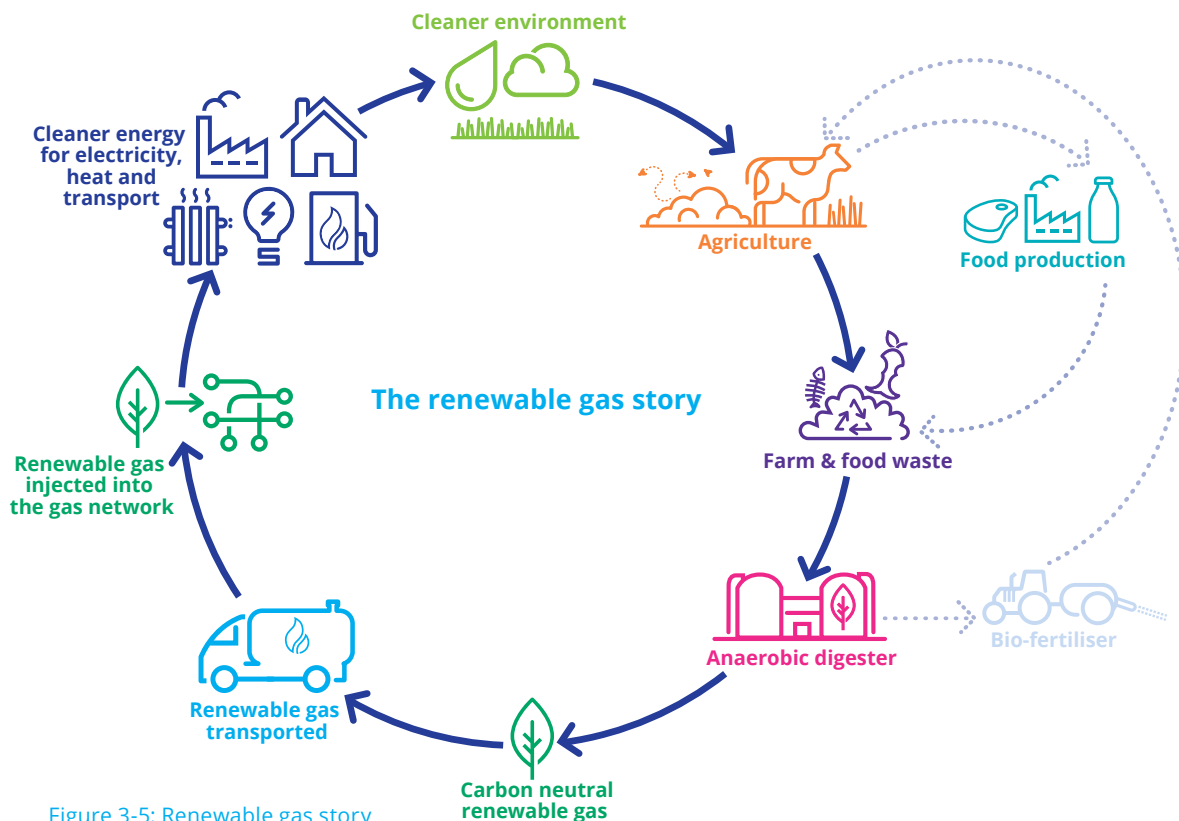 Cleaner environment
Cleaner energy
for electricity,
heat and
transport
Agriculture
Food production
The renewable gas story
Farm & food waste
Renewable gas
injected into
the gas network
Anaerobic digester
Bio-fertiliser
Renewable gas
transported
Carbon neutral
renewable gas
Figure 3-5: Renewable gas story